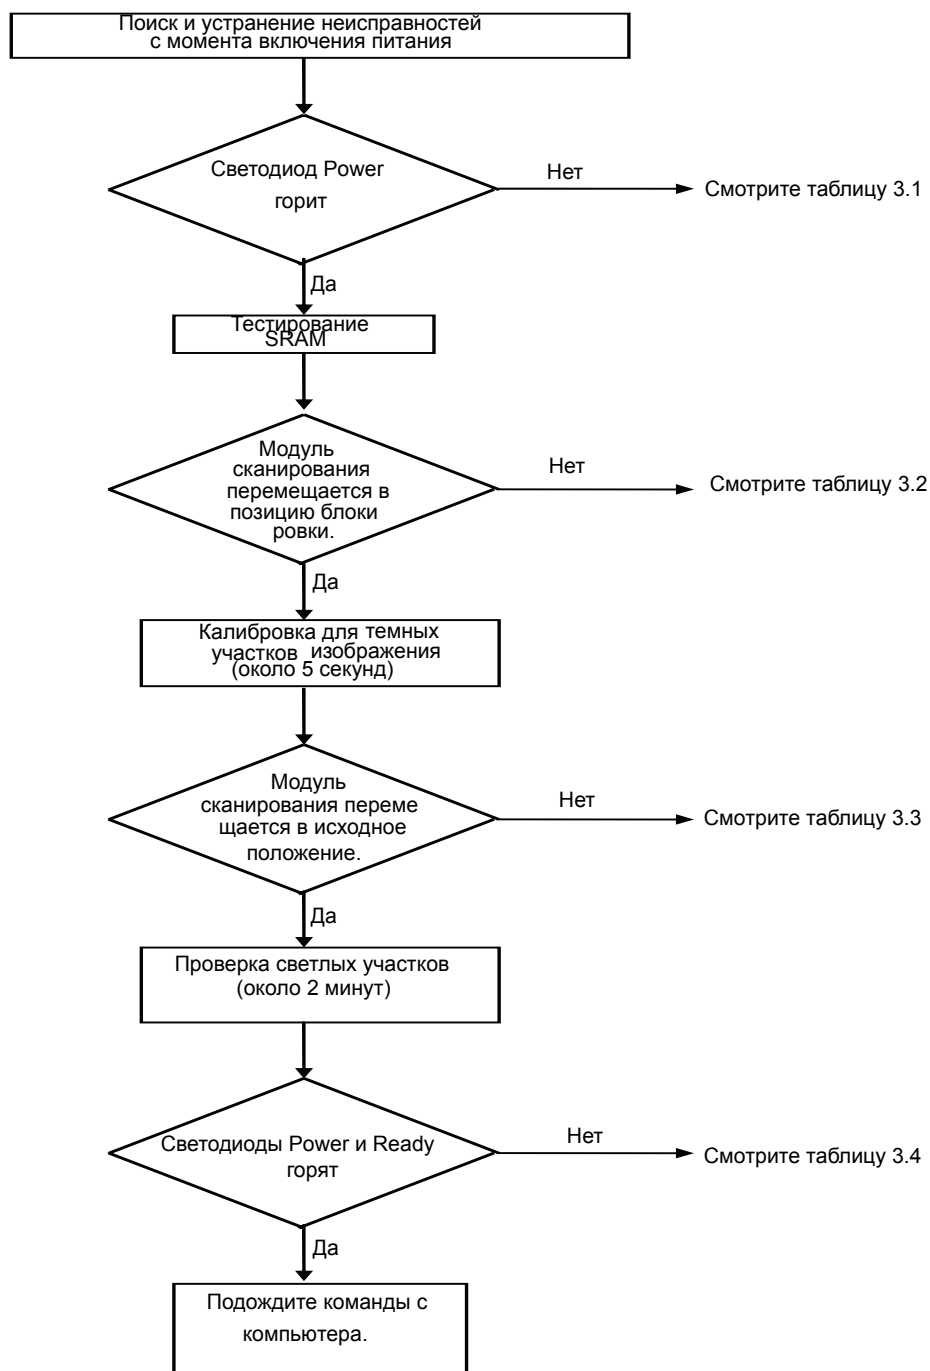 Поиск и устранение неисправностей
с момента включения питания
Светодиод Power
горит
Нет
Смотрите таблицу 3.1
Да
Тестирование
SRAM
Модуль
сканирования
перемещается в
позицию блоки
ровки.
Нет
Смотрите таблицу 3.2
Да
Калибровка для темных
участков изображения
(около 5 секунд)
Модуль
сканирования переме
щается в исходное
положение.
Нет
Смотрите таблицу 3.3
Да
Проверка светлых участков
(около 2 минут)
Светодиоды Power и Ready
горят
Нет
Смотрите таблицу 3.4
Да
Подождите команды с
компьютера.